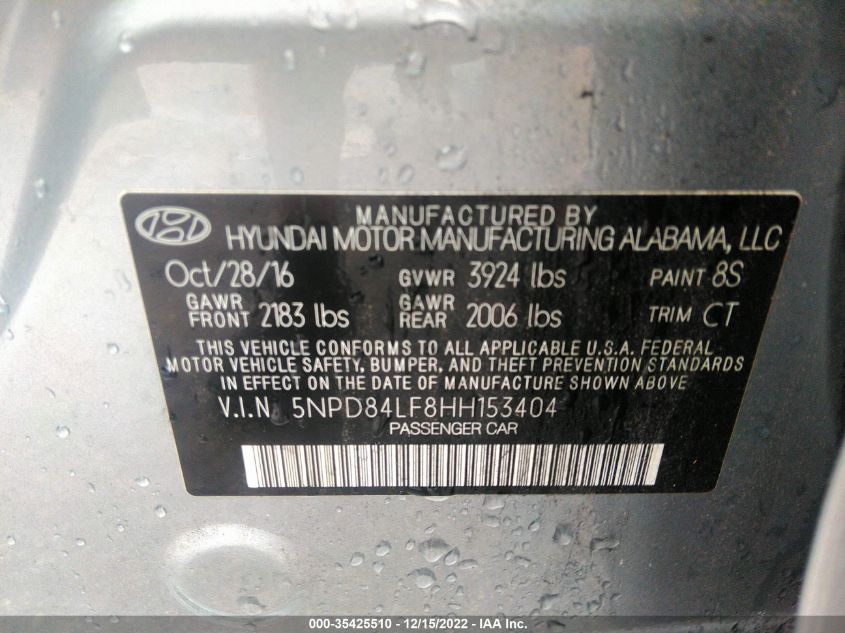 MANUFACTURED BY
HYUNDAI MOTOR MANUFACTURING ALABAMA, LLC
Oct/28/16 GVWR 3924 lbs PAINT 8S
GAWR FRONT 2183 lbs GAWR REAR 2006 lbs TRIM CT
THIS VEHICLE CONFORMS TO ALL APPLICABLE U.S.A. FEDERAL
MOTOR VEHICLE SAFETY, BUMPER, AND THEFT PREVENTION STANDARDS
IN EFFECT ON THE DATE OF MANUFACTURE SHOWN ABOVE
V.I.N. 5NPD84LF8HH153404
PASSENGER CAR
000-35425510 - 12/15/2022 - IAA, Inc.